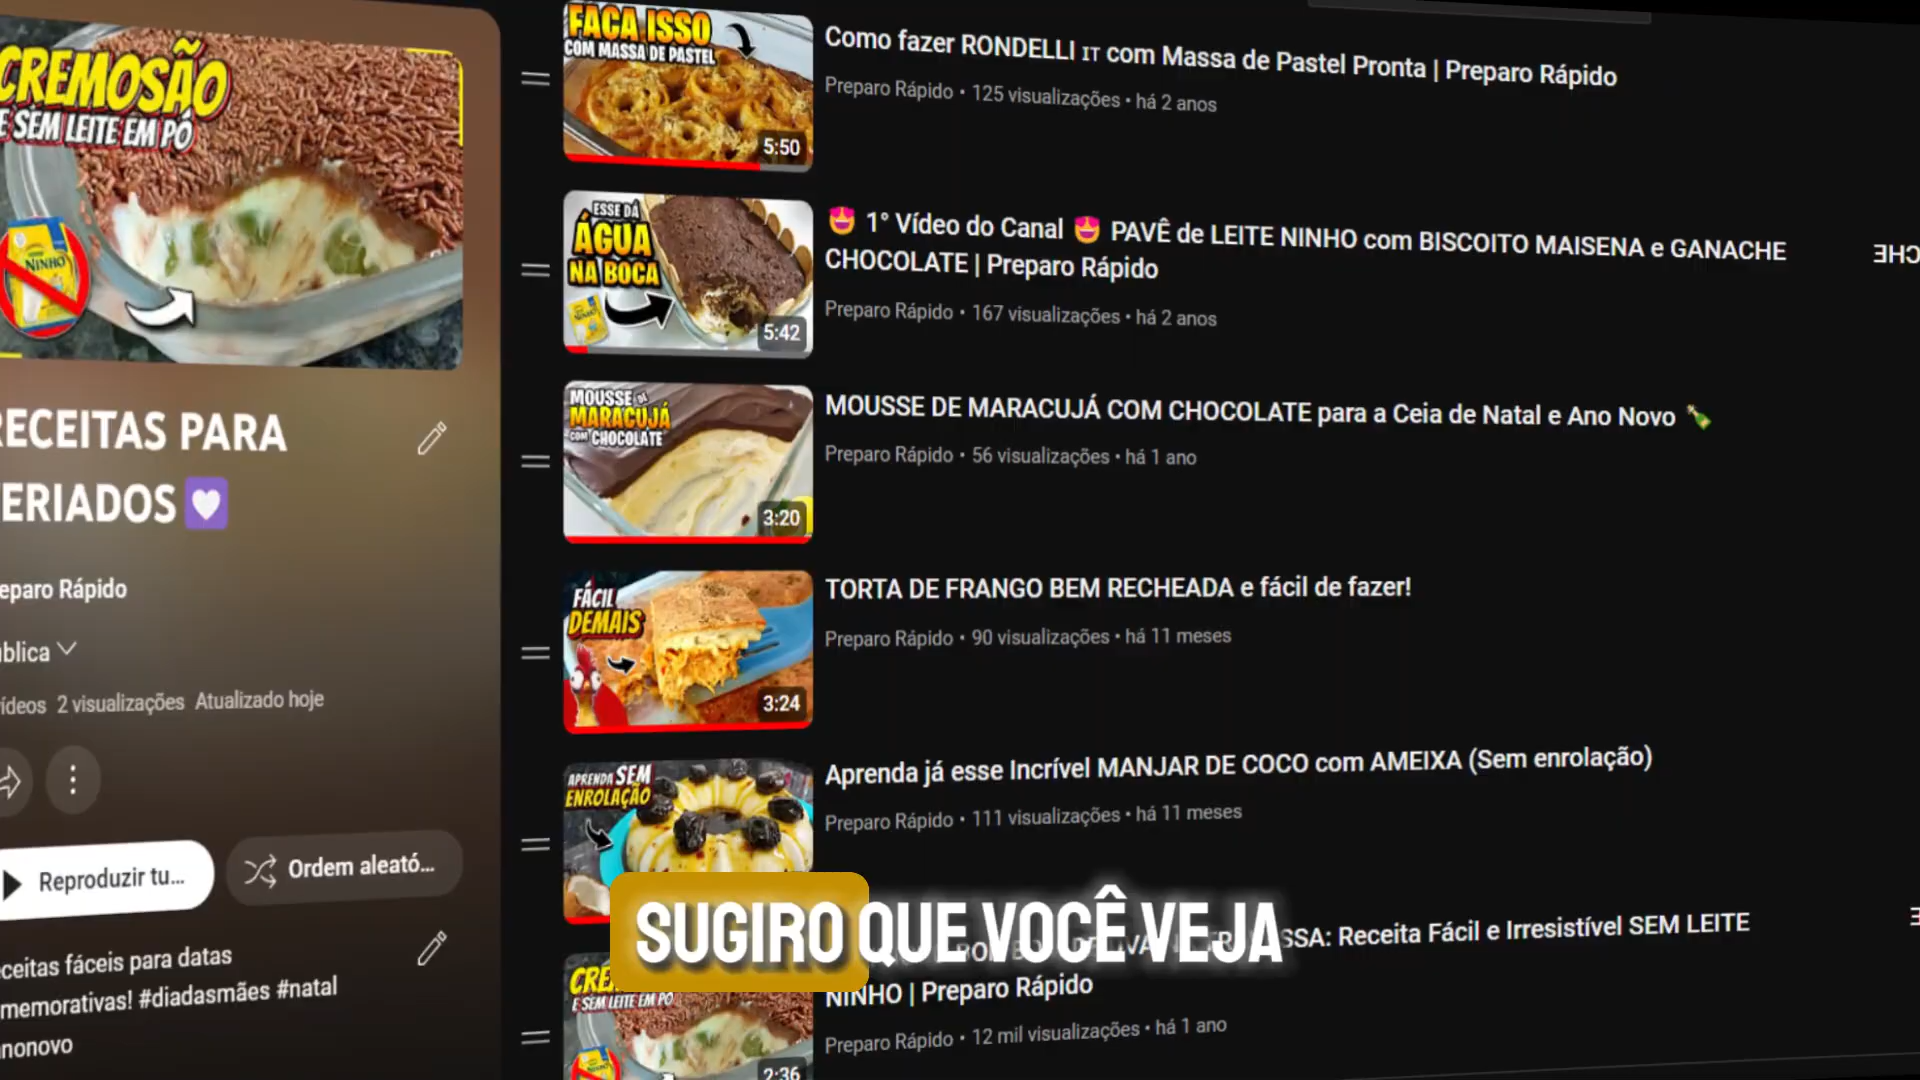 CREMOSÃO
E SEM LEITE EM PÓ
NINHO
RECEITAS PARA
FERIADOS
eparo Rápido
ública
ídeos 2 visualizações Atualizado hoje
Reproduzir tu...
Ordem aleató...
ceitas fáceis para datas
memorativas! #diadasmães #natal
nonovo
FAÇA ISSO
COM MASSA DE PASTEL
5:50
Como fazer RONDELLI IT com Massa de Pastel Pronta | Preparo Rápido
Preparo Rápido • 125 visualizações • há 2 anos
ESSE DÁ
ÁGUA
NA BOCA
5:42
😍 1° Vídeo do Canal 😍 PAVÊ de LEITE NINHO com BISCOITO MAISENA e GANACHE
CHOCOLATE | Preparo Rápido
Preparo Rápido • 167 visualizações • há 2 anos
MOUSSE DE
MARACUJÁ
COM CHOCOLATE
3:20
MOUSSE DE MARACUJÁ COM CHOCOLATE para a Ceia de Natal e Ano Novo 🍾
Preparo Rápido • 56 visualizações • há 1 ano
FÁCIL
DEMAIS
3:24
TORTA DE FRANGO BEM RECHEADA e fácil de fazer!
Preparo Rápido • 90 visualizações • há 11 meses
APRENDA SEM
ENROLAÇÃO
Aprenda já esse Incrível MANJAR DE COCO com AMEIXA (Sem enrolação)
Preparo Rápido • 111 visualizações • há 11 meses
SUGIRO QUE VOCÊ VEJA
SSA: Receita Fácil e Irresistível SEM LEITE
NINHO | Preparo Rápido
Preparo Rápido • 12 mil visualizações • há 1 ano
CRE
E SEM LEITE EM PÓ
2:36